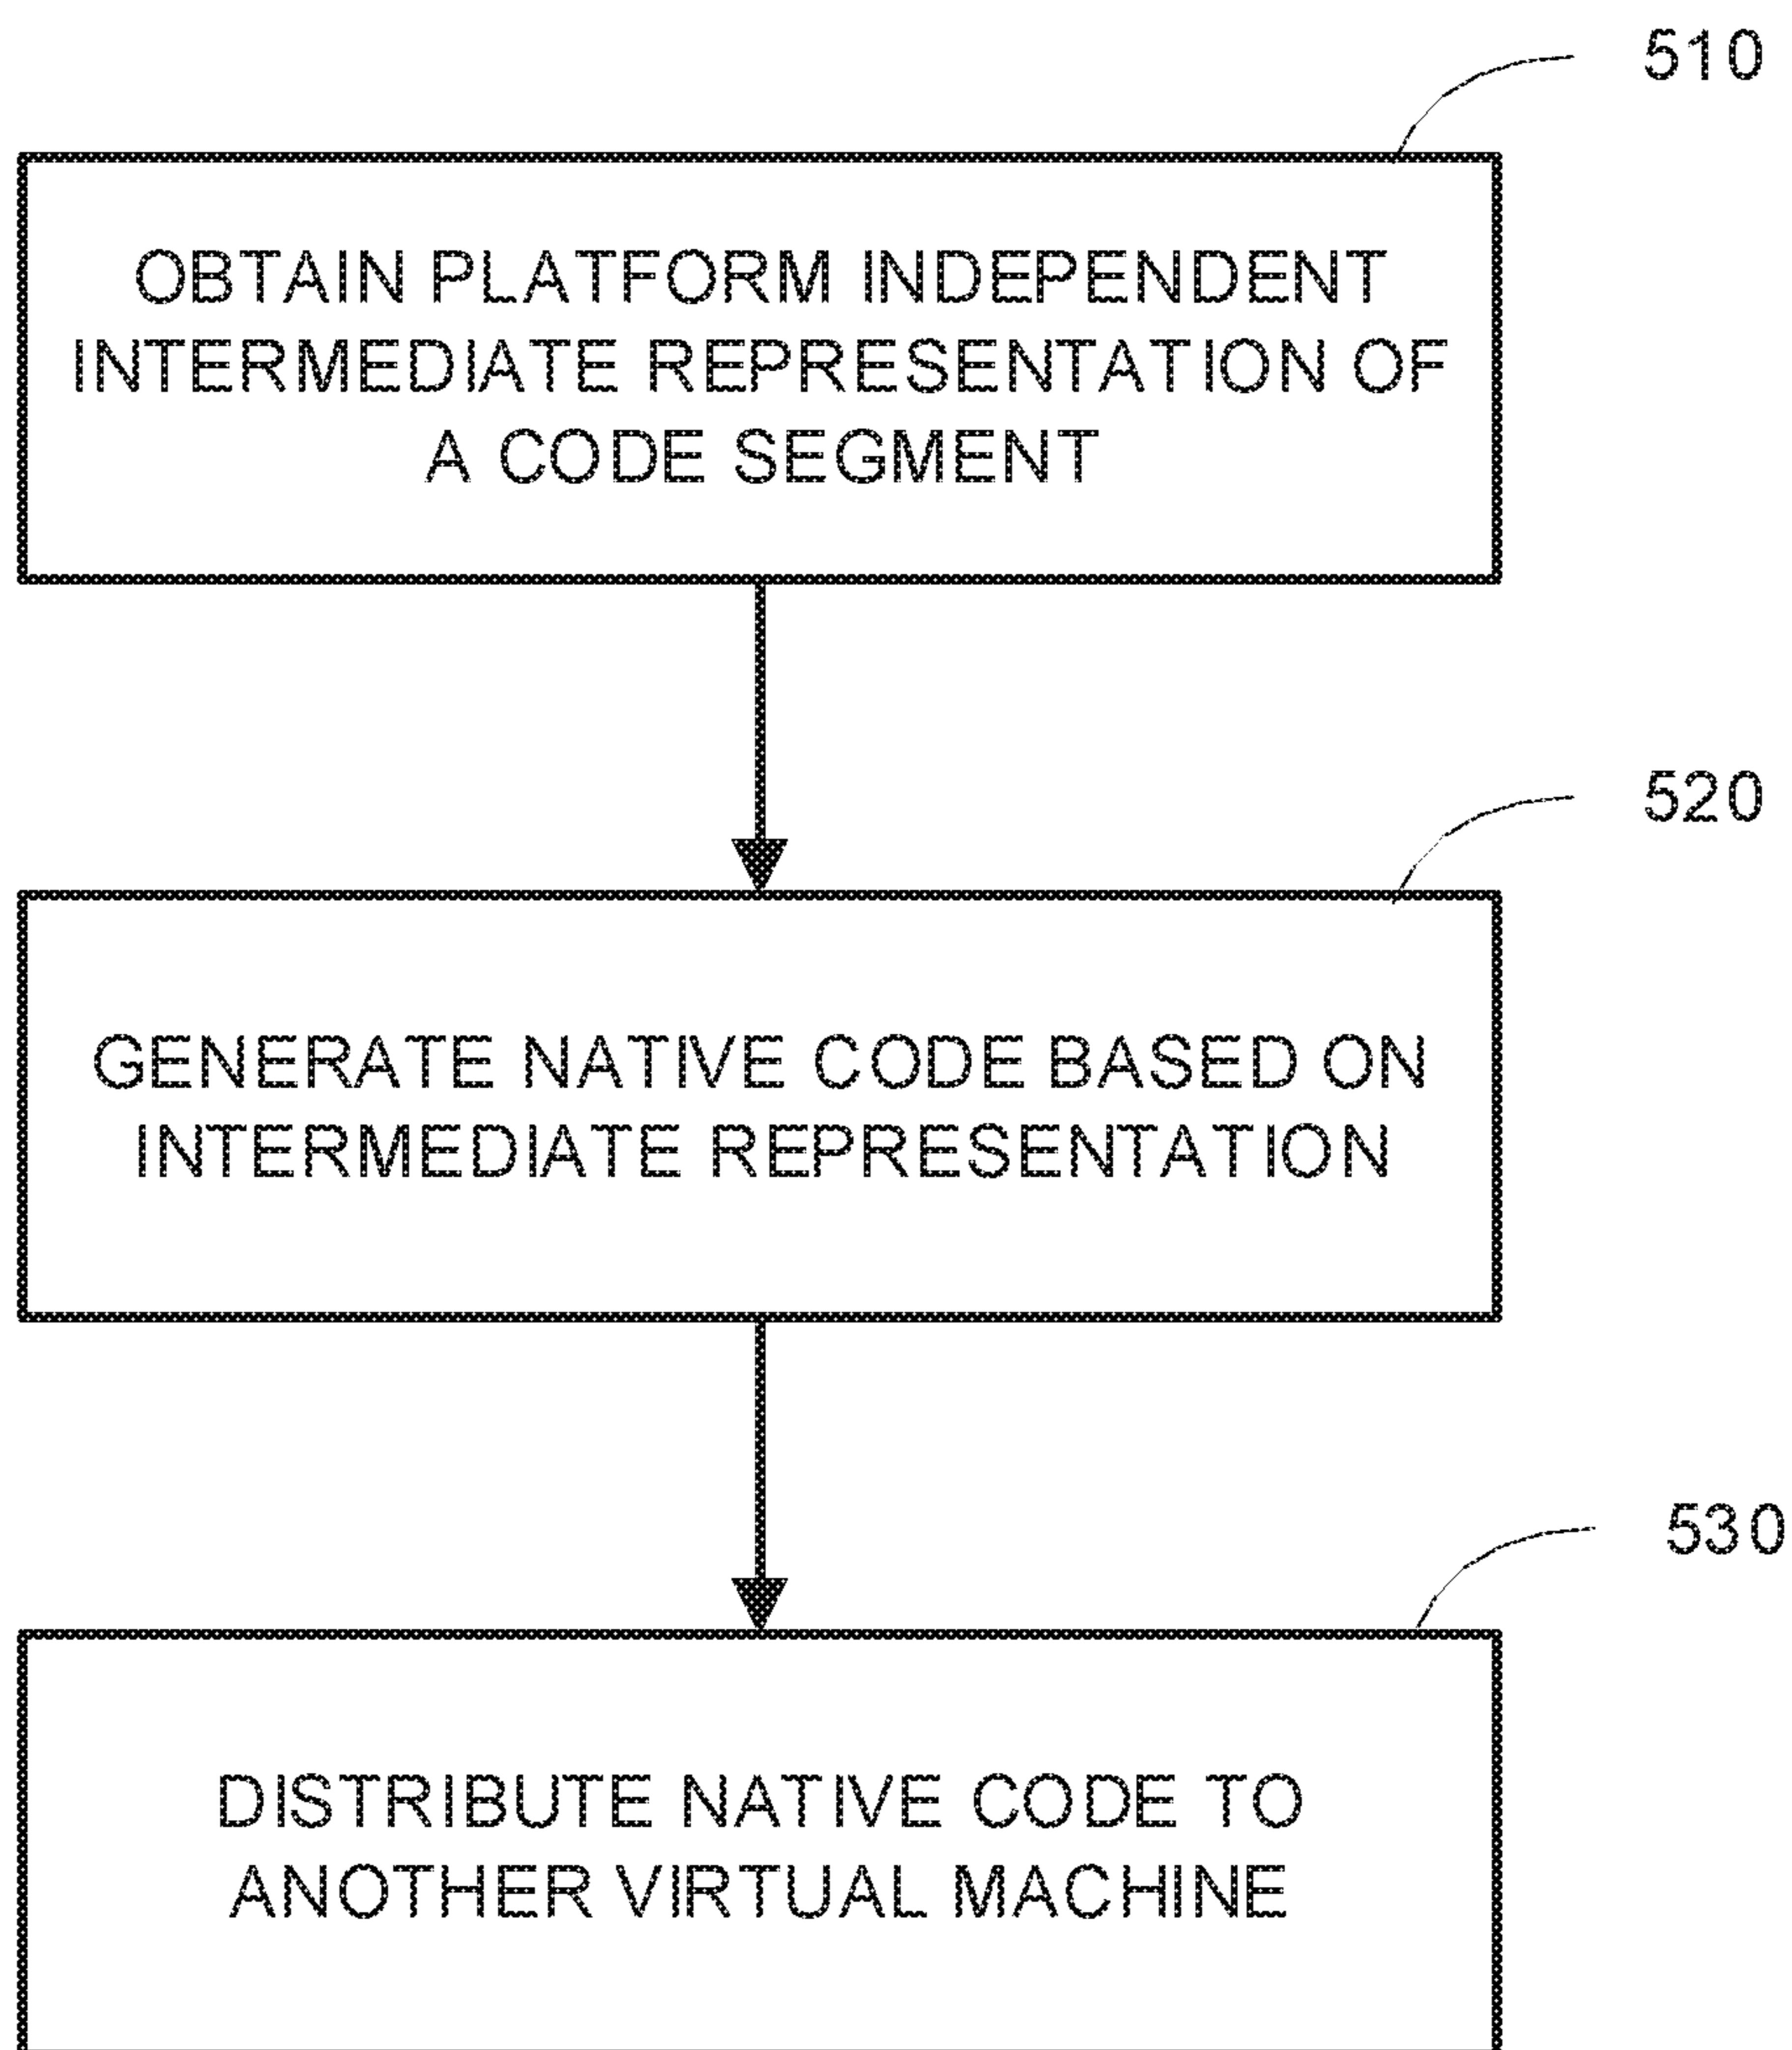 510
OBTAIN PLATFORM INDEPENDENT
INTERMEDIATE REPRESENTATION OF
A CODE SEGMENT
520
GENERATE NATIVE CODE BASED ON
INTERMEDIATE REPRESENTATION
530
DISTRIBUTE NATIVE CODE TO
ANOTHER VIRTUAL MACHINE